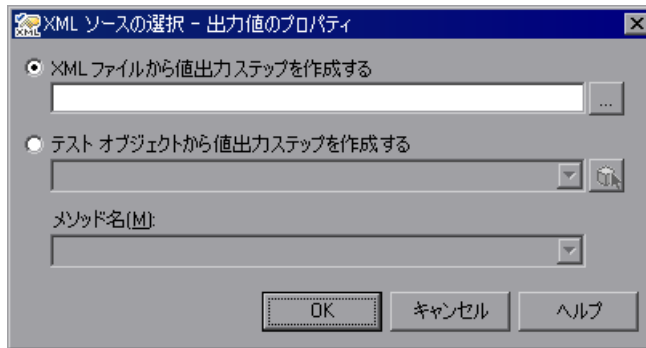 XML ソースの選択 - 出力値のプロパティ
XML ファイルから値出力ステップを作成する
...
テスト オブジェクトから値出力ステップを作成する
メソッド名(M):
OK キャンセル ヘルプ